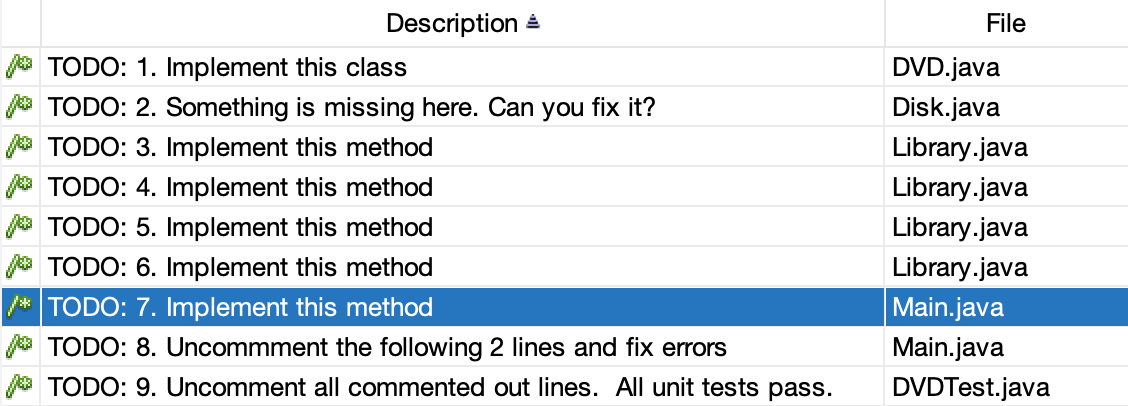 Description File
TODO: 1. Implement this class DVD.java
TODO: 2. Something is missing here. Can you fix it? Disk.java
TODO: 3. Implement this method Library.java
TODO: 4. Implement this method Library.java
TODO: 5. Implement this method Library.java
TODO: 6. Implement this method Library.java
TODO: 7. Implement this method Main.java
TODO: 8. Uncommment the following 2 lines and fix errors Main.java
TODO: 9. Uncomment all commented out lines.  All unit tests pass. DVDTest.java